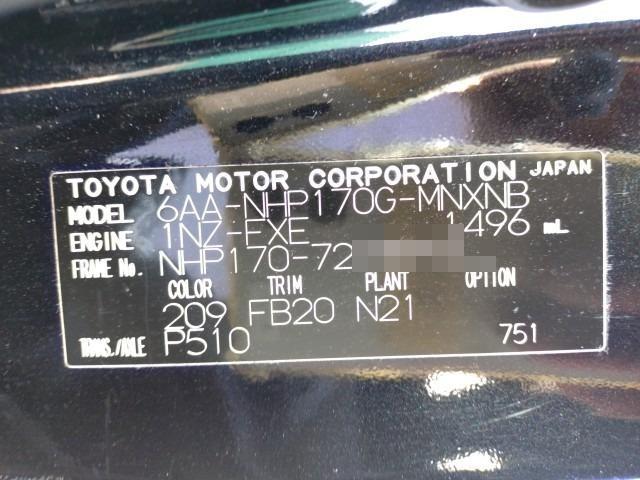 TOYOTA MOTOR CORPORATION JAPAN
MODEL 6AA-NHP170G-MNXNB
ENGINE 1NZ-EXE 1496 mL
FRAME No. NHP170-72
COLOR TRIM PLANT OPTION
209 FB20 N21
TRANS./AXLE P510 751